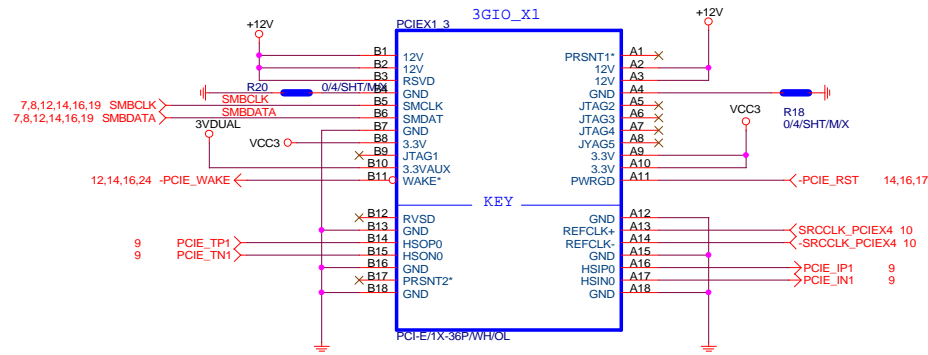 3GIO_X1
+12V
PCIEX1_3
+12V
B1 12V PRSNT1* A1
B2 12V 12V A2
B3 RSVD 12V A3
R20 0/4/SHT/M/X B4 GND GND A4
7,8,12,14,16,19 SMBCLK SMBCLK B5 SMCLK JTAG2 A5
R18
0/4/SHT/M/X
7,8,12,14,16,19 SMBDATA SMBDATA B6 SMDAT JTAG3 A6
VCC3
3VDUAL B7 GND JTAG4 A7
VCC3 B8 3.3V JYAG5 A8
B9 JTAG1 3.3V A9
B10 3.3VAUX 3.3V A10
12,14,16,24 -PCIE_WAKE B11 WAKE* PWRGD A11 -PCIE_RST 14,16,17
KEY
B12 RVSD GND A12
B13 GND REFCLK+ A13 SRCCLK_PCIEX4 10
9 PCIE_TP1 B14 HSOP0 REFCLK- A14 -SRCCLK_PCIEX4 10
9 PCIE_TN1 B15 HSON0 GND A15
B16 GND HSIP0 A16 PCIE_IP1 9
B17 PRSNT2* HSIN0 A17 PCIE_IN1 9
B18 GND GND A18
PCI-E/1X-36P/WH/OL